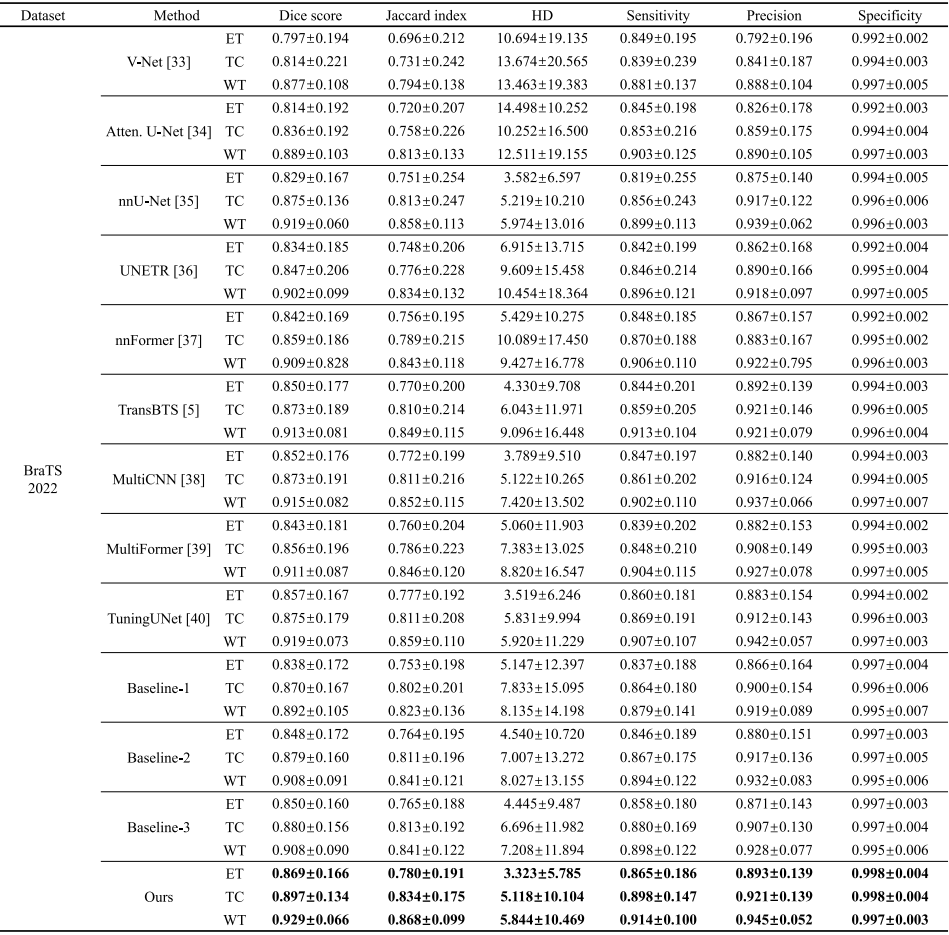 Dataset Method Dice score Jaccard index HD Sensitivity Precision Specificity
ET 0.797±0.194 0.696±0.212 10.694±19.135 0.849±0.195 0.792±0.196 0.992±0.002
V-Net [33] TC 0.814±0.221 0.731±0.242 13.674±20.565 0.839±0.239 0.841±0.187 0.994±0.003
WT 0.877±0.108 0.794±0.138 13.463±19.383 0.881±0.137 0.888±0.104 0.997±0.005
ET 0.814±0.192 0.720±0.207 14.498±10.252 0.845±0.198 0.826±0.178 0.992±0.003
Atten. U-Net [34] TC 0.836±0.192 0.758±0.226 10.252±16.500 0.853±0.216 0.859±0.175 0.994±0.004
WT 0.889±0.103 0.813±0.133 12.511±19.155 0.903±0.125 0.890±0.105 0.997±0.003
ET 0.829±0.167 0.751±0.254 3.582±6.597 0.819±0.255 0.875±0.140 0.994±0.005
nnU-Net [35] TC 0.875±0.136 0.813±0.247 5.219±10.210 0.856±0.243 0.917±0.122 0.996±0.006
WT 0.919±0.060 0.858±0.113 5.974±13.016 0.899±0.113 0.939±0.062 0.996±0.003
ET 0.834±0.185 0.748±0.206 6.915±13.715 0.842±0.199 0.862±0.168 0.992±0.004
UNETR [36] TC 0.847±0.206 0.776±0.228 9.609±15.458 0.846±0.214 0.890±0.166 0.995±0.004
WT 0.902±0.099 0.834±0.132 10.454±18.364 0.896±0.121 0.918±0.097 0.997±0.005
ET 0.842±0.169 0.756±0.195 5.429±10.275 0.848±0.185 0.867±0.157 0.992±0.002
nnFormer [37] TC 0.859±0.186 0.789±0.215 10.089±17.450 0.870±0.188 0.883±0.167 0.995±0.002
WT 0.909±0.828 0.843±0.118 9.427±16.778 0.906±0.110 0.922±0.795 0.996±0.003
ET 0.850±0.177 0.770±0.200 4.330±9.708 0.844±0.201 0.892±0.139 0.994±0.003
TransBTS [5] TC 0.873±0.189 0.810±0.214 6.043±11.971 0.859±0.205 0.921±0.146 0.996±0.005
WT 0.913±0.081 0.849±0.115 9.096±16.448 0.913±0.104 0.921±0.079 0.996±0.004
BraTS
2022
ET 0.852±0.176 0.772±0.199 3.789±9.510 0.847±0.197 0.882±0.140 0.994±0.003
MultiCNN [38] TC 0.873±0.191 0.811±0.216 5.122±10.265 0.861±0.202 0.916±0.124 0.994±0.005
WT 0.915±0.082 0.852±0.115 7.420±13.502 0.902±0.110 0.937±0.066 0.997±0.007
ET 0.843±0.181 0.760±0.204 5.060±11.903 0.839±0.202 0.882±0.153 0.994±0.002
MultiFormer [39] TC 0.856±0.196 0.786±0.223 7.383±13.025 0.848±0.210 0.908±0.149 0.995±0.003
WT 0.911±0.087 0.846±0.120 8.820±16.547 0.904±0.115 0.927±0.078 0.997±0.005
ET 0.857±0.167 0.777±0.192 3.519±6.246 0.860±0.181 0.883±0.154 0.994±0.002
TuningUNet [40] TC 0.875±0.179 0.811±0.208 5.831±9.994 0.869±0.191 0.912±0.143 0.996±0.003
WT 0.919±0.073 0.859±0.110 5.920±11.229 0.907±0.107 0.942±0.057 0.997±0.003
ET 0.838±0.172 0.753±0.198 5.147±12.397 0.837±0.188 0.866±0.164 0.997±0.004
Baseline-1 TC 0.870±0.167 0.802±0.201 7.833±15.095 0.864±0.180 0.900±0.154 0.996±0.006
WT 0.892±0.105 0.823±0.136 8.135±14.198 0.879±0.141 0.919±0.089 0.995±0.007
ET 0.848±0.172 0.764±0.195 4.540±10.720 0.846±0.189 0.880±0.151 0.997±0.003
Baseline-2 TC 0.879±0.160 0.811±0.196 7.007±13.272 0.867±0.175 0.917±0.136 0.997±0.005
WT 0.908±0.091 0.841±0.121 8.027±13.155 0.894±0.122 0.932±0.083 0.995±0.006
ET 0.850±0.160 0.765±0.188 4.445±9.487 0.858±0.180 0.871±0.143 0.997±0.003
Baseline-3 TC 0.880±0.156 0.813±0.192 6.696±11.982 0.880±0.169 0.907±0.130 0.997±0.004
WT 0.908±0.090 0.841±0.122 7.208±11.894 0.898±0.122 0.928±0.077 0.995±0.006
ET 0.869±0.166 0.780±0.191 3.323±5.785 0.865±0.186 0.893±0.139 0.998±0.004
Ours TC 0.897±0.134 0.834±0.175 5.118±10.104 0.898±0.147 0.921±0.139 0.998±0.004
WT 0.929±0.066 0.868±0.099 5.844±10.469 0.914±0.100 0.945±0.052 0.997±0.003